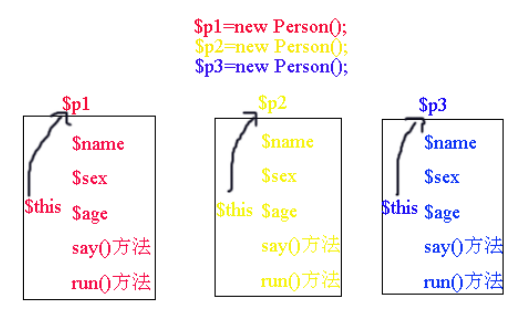 $p1=new Person();
$p2=new Person();
$p3=new Person();
$p1
$name
$sex
$this $age
say()方法
run()方法
$p2
$name
$sex
$this $age
say()方法
run()方法
$p3
$name
$sex
$this $age
say()方法
run()方法